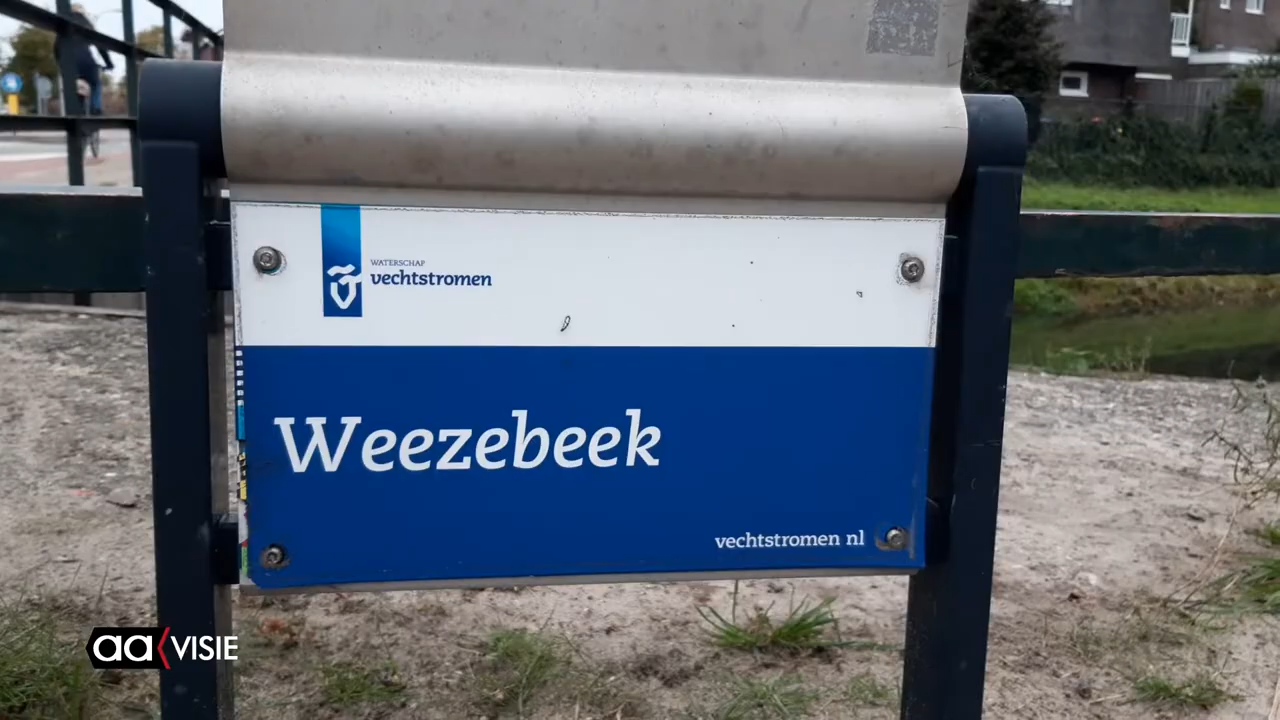 WATERSCHAP
vechtstromen
Weezebeek
vechtstromen nl
aa VISIE